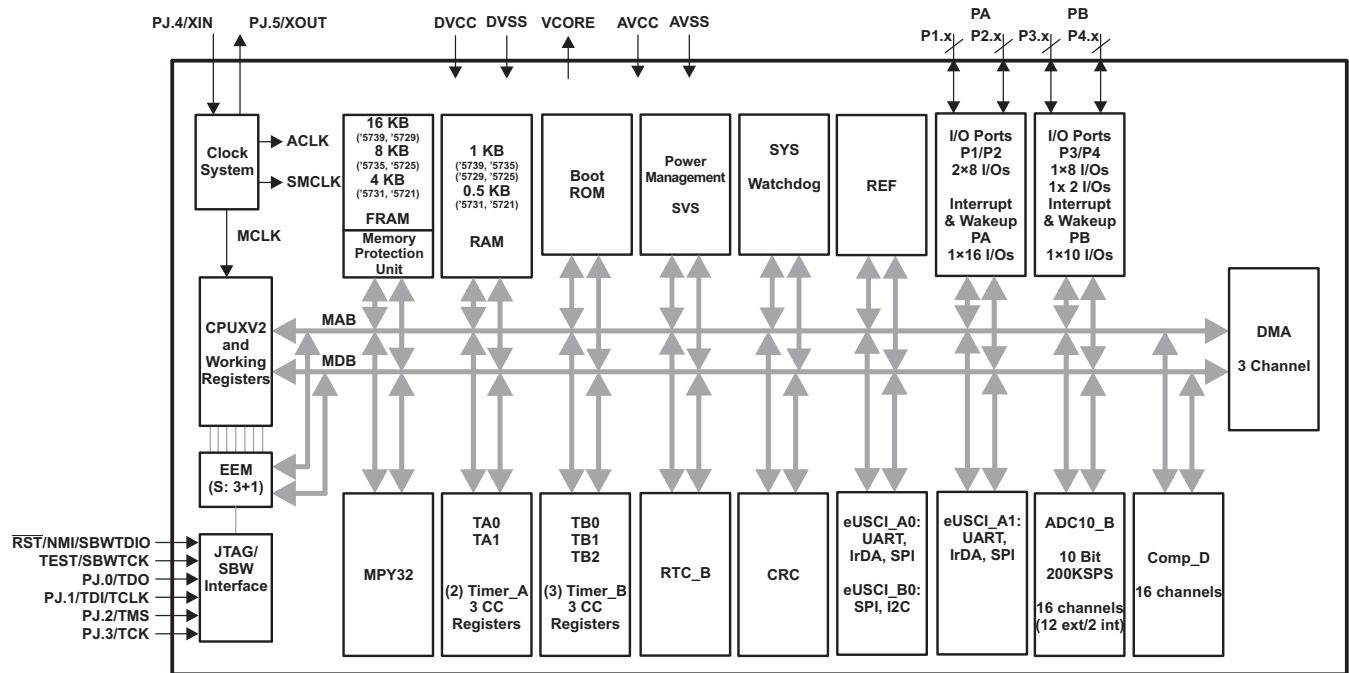 PJ.4/XIN
PJ.5/XOUT
DVCC
DVSS
VCORE
AVCC
AVSS
PA
P1.x
P2.x
PB
P3.x
P4.x
Clock
System
ACLK
SMCLK
MCLK
16 KB
('5739, '5729)
8 KB
('5735, '5725)
4 KB
('5731, '5721)
FRAM
Memory
Protection
Unit
1 KB
('5739, '5735)
('5729, '5725)
0.5 KB
('5731, '5721)
RAM
Boot
ROM
Power
Management
SVS
SYS
Watchdog
REF
I/O Ports
P1/P2
2×8 I/Os
Interrupt
& Wakeup
PA
1×16 I/Os
I/O Ports
P3/P4
1×8 I/Os
1x 2 I/Os
Interrupt
& Wakeup
PB
1×10 I/Os
CPUXV2
and
Working
Registers
MAB
MDB
DMA
3 Channel
EEM
(S: 3+1)
RST/NMI/SBWTDIO
TEST/SBWTCK
PJ.0/TDO
PJ.1/TDI/TCLK
PJ.2/TMS
PJ.3/TCK
JTAG/
SBW
Interface
MPY32
TA0
TA1
(2) Timer_A
3 CC
Registers
TB0
TB1
TB2
(3) Timer_B
3 CC
Registers
RTC_B
CRC
eUSCI_A0:
UART,
IrDA, SPI
eUSCI_B0:
SPI, I2C
eUSCI_A1:
UART,
IrDA, SPI
ADC10_B
10 Bit
200KSPS
16 channels
(12 ext/2 int)
Comp_D
16 channels